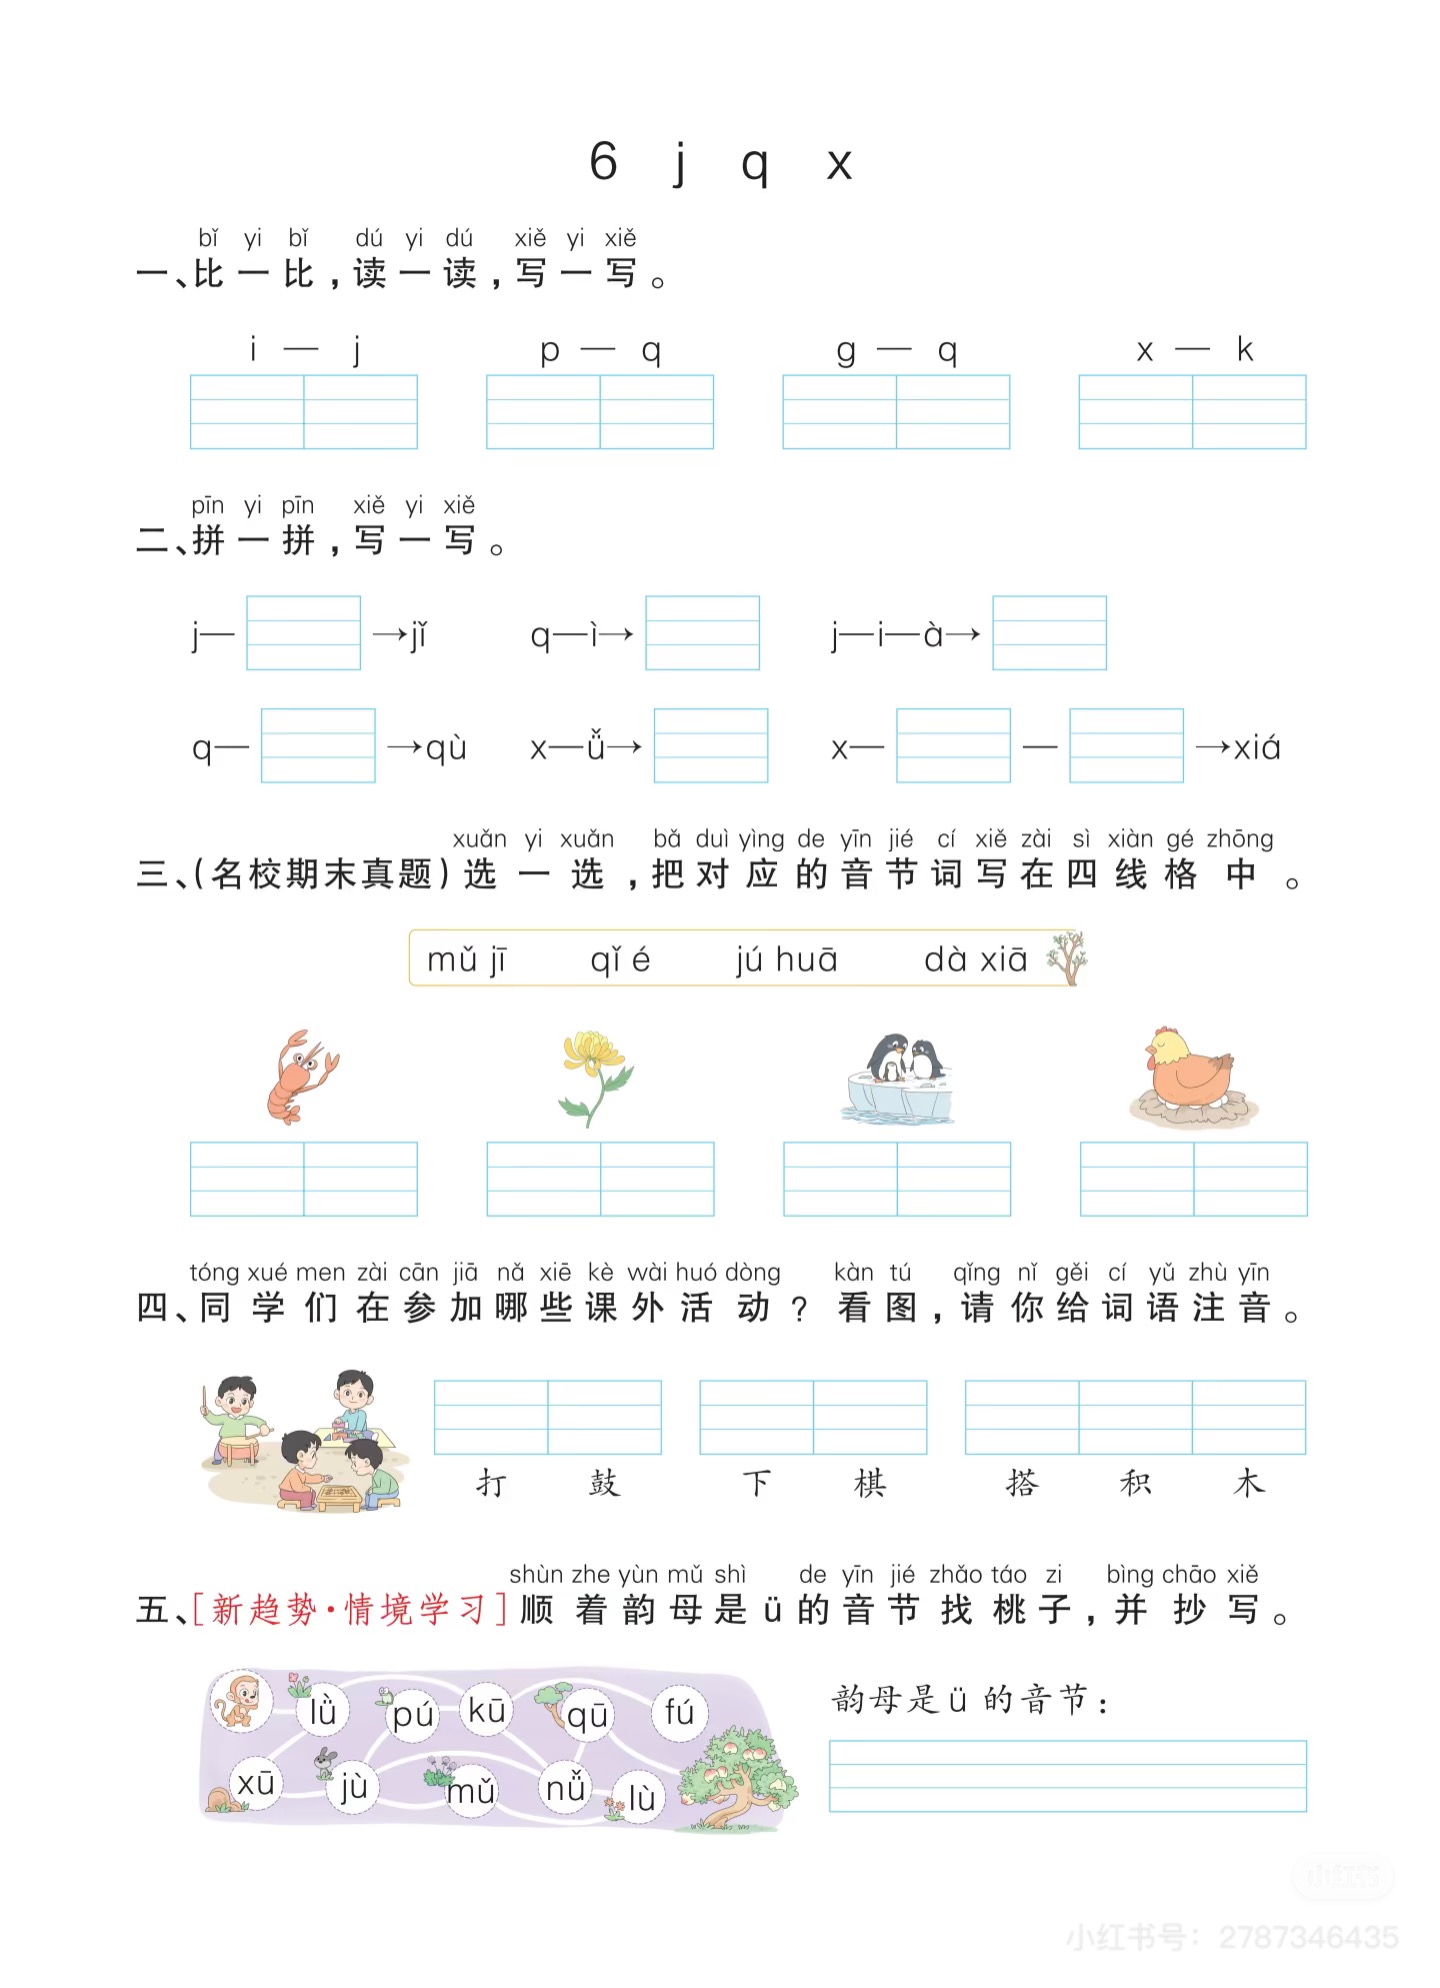 6 j q x
bǐ yi bǐ dú yi dú xiě yi xiě
一、比一比,读一读,写一写。
i — j p — q g — q x — k
pīn yi pīn xiě yi xiě
二、拼一拼,写一写。
j— →jǐ q—ì→ j—i—à→
q— →qù x—ǚ→ x— — →xiá
xuǎn yi xuǎn bǎ duì yìng de yīn jié cí xiě zài sì xiàn gé zhōng
三、(名校期末真题)选一选,把对应的音节词写在四线格中。
mǔ jī qǐ é jú huā dà xiā
tóng xué men zài cān jiā nǎ xiē kè wài huó dòng kàn tú qǐng nǐ gěi cí yǔ zhù yīn
四、同学们在参加哪些课外活动?看图,请你给词语注音。
打 鼓 下 棋 搭 积 木
shùn zhe yùn mǔ shì de yīn jié zhǎo táo zi bìng chāo xiě
五、[新趋势·情境学习]顺着韵母是ü的音节找桃子,并抄写。
lǜ pú kū qū fú
xū jù mǔ nǚ lù
韵母是ü的音节:
小红书
小红书号:2787346435